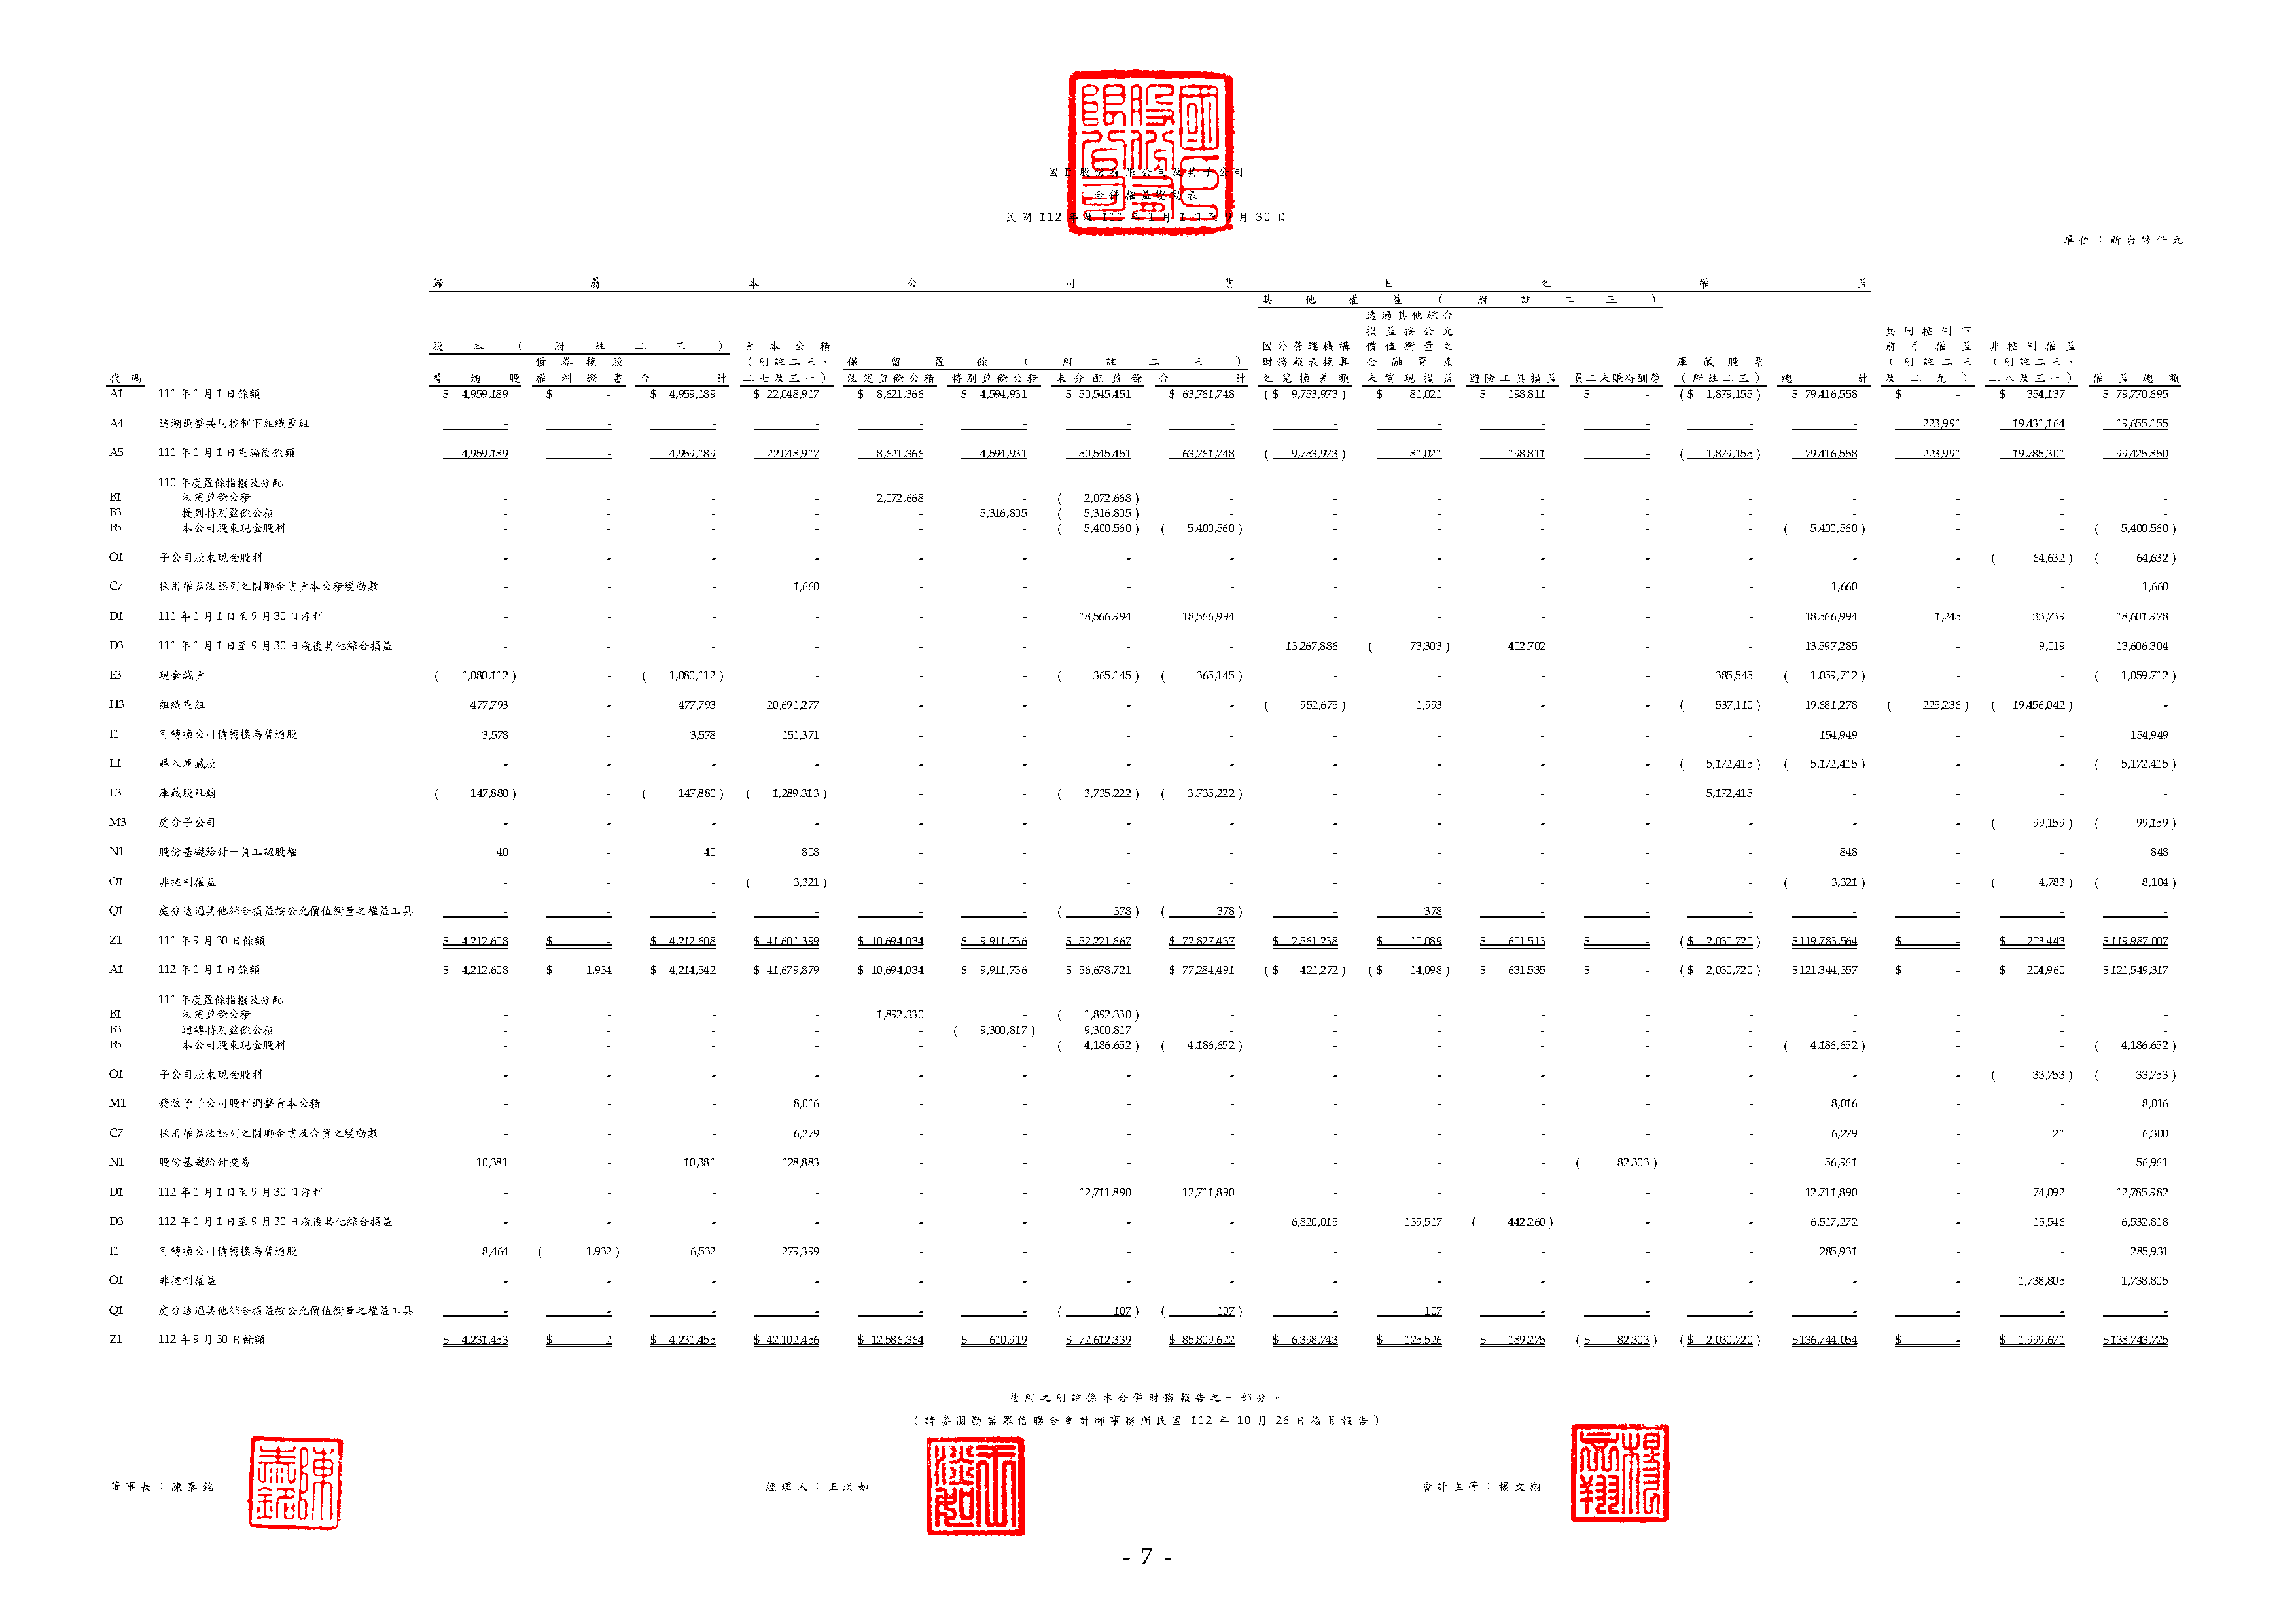 國巨股份有限公司及其子公司
合併權益變動表
民國 112 年及 111 年 1 月 1 日至 9 月 30 日
單位：新台幣仟元
歸屬本公司業主之權益
其他權益（附註二三）
股本（附註二三） 資本公積（附註二三、二七及三一） 保留盈餘（附註二三） 國外營運機構財務報表換算之兌換差額 透過其他綜合損益按公允價值衡量之金融資產未實現損益 避險工具損益 員工未賺得酬勞 庫藏股票（附註二三） 總計 共同控制下前手權益（附註二三及二九） 非控制權益（附註二三、二八及三一） 權益總額
代碼 普通股 債券換股權利證書 合計 法定盈餘公積 特別盈餘公積 未分配盈餘 合計
A1 111 年 1 月 1 日餘額 $ 4,959,189 $ - $ 4,959,189 $ 22,048,917 $ 8,621,366 $ 4,594,931 $ 50,545,451 $ 63,761,748 ($ 9,753,973) $ 81,021 $ 198,811 $ - ($ 1,879,155) $ 79,416,558 $ - $ 354,137 $ 79,770,695
A4 追溯調整共同控制下組織重組 - - - - - - - - - - - - - - 223,991 19,431,164 19,655,155
A5 111 年 1 月 1 日重編後餘額 4,959,189 - 4,959,189 22,048,917 8,621,366 4,594,931 50,545,451 63,761,748 ( 9,753,973) 81,021 198,811 - ( 1,879,155) 79,416,558 223,991 19,785,301 99,425,850
110 年度盈餘指撥及分配
B1 法定盈餘公積 - - - - 2,072,668 - ( 2,072,668) - - - - - - - - - -
B3 提列特別盈餘公積 - - - - - 5,316,805 ( 5,316,805) - - - - - - - - - -
B5 本公司股東現金股利 - - - - - - ( 5,400,560) ( 5,400,560) - - - - - ( 5,400,560) - - ( 5,400,560)
O1 子公司股東現金股利 - - - - - - - - - - - - - - - ( 64,632) ( 64,632)
C7 採用權益法認列之關聯企業資本公積變動數 - - - 1,660 - - - - - - - - - 1,660 - - 1,660
D1 111 年 1 月 1 日至 9 月 30 日淨利 - - - - - - 18,566,994 18,566,994 - - - - - 18,566,994 1,245 33,739 18,601,978
D3 111 年 1 月 1 日至 9 月 30 日稅後其他綜合損益 - - - - - - - - 13,267,886 ( 73,303) 402,702 - - 13,597,285 - 9,019 13,606,304
E3 現金減資 ( 1,080,112) - ( 1,080,112) - - - ( 365,145) ( 365,145) - - - - 385,545 ( 1,059,712) - - ( 1,059,712)
H3 組織重組 477,793 - 477,793 20,691,277 - - - - ( 952,675) 1,993 - - ( 537,110) 19,681,278 ( 225,236) ( 19,456,042) -
I1 可轉換公司債轉換為普通股 3,578 - 3,578 151,371 - - - - - - - - - 154,949 - - 154,949
L1 購入庫藏股 - - - - - - - - - - - - ( 5,172,415) ( 5,172,415) - - ( 5,172,415)
L3 庫藏股註銷 ( 147,880) - ( 147,880) ( 1,289,313) - - ( 3,735,222) ( 3,735,222) - - - - 5,172,415 - - - -
M3 處分子公司 - - - - - - - - - - - - - - - ( 99,159) ( 99,159)
N1 股份基礎給付－員工認股權 40 - 40 808 - - - - - - - - - 848 - - 848
O1 非控制權益 - - - ( 3,321) - - - - - - - - - ( 3,321) - ( 4,783) ( 8,104)
Q1 處分透過其他綜合損益按公允價值衡量之權益工具 - - - - - - ( 378) ( 378) - 378 - - - - - - -
Z1 111 年 9 月 30 日餘額 $ 4,212,608 $ - $ 4,212,608 $ 41,601,399 $ 10,694,034 $ 9,911,736 $ 52,221,667 $ 72,827,437 $ 2,561,238 $ 10,089 $ 601,513 $ - ($ 2,030,720) $119,783,564 $ - $ 203,443 $119,987,007
A1 112 年 1 月 1 日餘額 $ 4,212,608 $ 1,934 $ 4,214,542 $ 41,679,879 $ 10,694,034 $ 9,911,736 $ 56,678,721 $ 77,284,491 ($ 421,272) ($ 14,098) $ 631,535 $ - ($ 2,030,720) $121,344,357 $ - $ 204,960 $121,549,317
111 年度盈餘指撥及分配
B1 法定盈餘公積 - - - - 1,892,330 - ( 1,892,330) - - - - - - - - - -
B3 迴轉特別盈餘公積 - - - - - ( 9,300,817) 9,300,817 - - - - - - - - - -
B5 本公司股東現金股利 - - - - - - ( 4,186,652) ( 4,186,652) - - - - - ( 4,186,652) - - ( 4,186,652)
O1 子公司股東現金股利 - - - - - - - - - - - - - - - ( 33,753) ( 33,753)
M1 發放予子公司股利調整資本公積 - - - 8,016 - - - - - - - - - 8,016 - - 8,016
C7 採用權益法認列之關聯企業及合資之變動數 - - - 6,279 - - - - - - - - - 6,279 - 21 6,300
N1 股份基礎給付交易 10,381 - 10,381 128,883 - - - - - - - ( 82,303) - 56,961 - - 56,961
D1 112 年 1 月 1 日至 9 月 30 日淨利 - - - - - - 12,711,890 12,711,890 - - - - - 12,711,890 - 74,092 12,785,982
D3 112 年 1 月 1 日至 9 月 30 日稅後其他綜合損益 - - - - - - - - 6,820,015 139,517 ( 442,260) - - 6,517,272 - 15,546 6,532,818
I1 可轉換公司債轉換為普通股 8,464 ( 1,932) 6,532 279,399 - - - - - - - - - 285,931 - - 285,931
O1 非控制權益 - - - - - - - - - - - - - - - 1,738,805 1,738,805
Q1 處分透過其他綜合損益按公允價值衡量之權益工具 - - - - - - ( 107) ( 107) - 107 - - - - - - -
Z1 112 年 9 月 30 日餘額 $ 4,231,453 $ 2 $ 4,231,455 $ 42,102,456 $ 12,586,364 $ 610,919 $ 72,612,339 $ 85,809,622 $ 6,398,743 $ 125,526 $ 189,275 ($ 82,303) ($ 2,030,720) $136,744,054 $ - $ 1,999,671 $138,743,725
後附之附註係本合併財務報告之一部分。
（請參閱勤業眾信聯合會計師事務所民國 112 年 10 月 26 日核閱報告）
董事長：陳泰銘 經理人：王淡如 會計主管：楊文翔
- 7 -